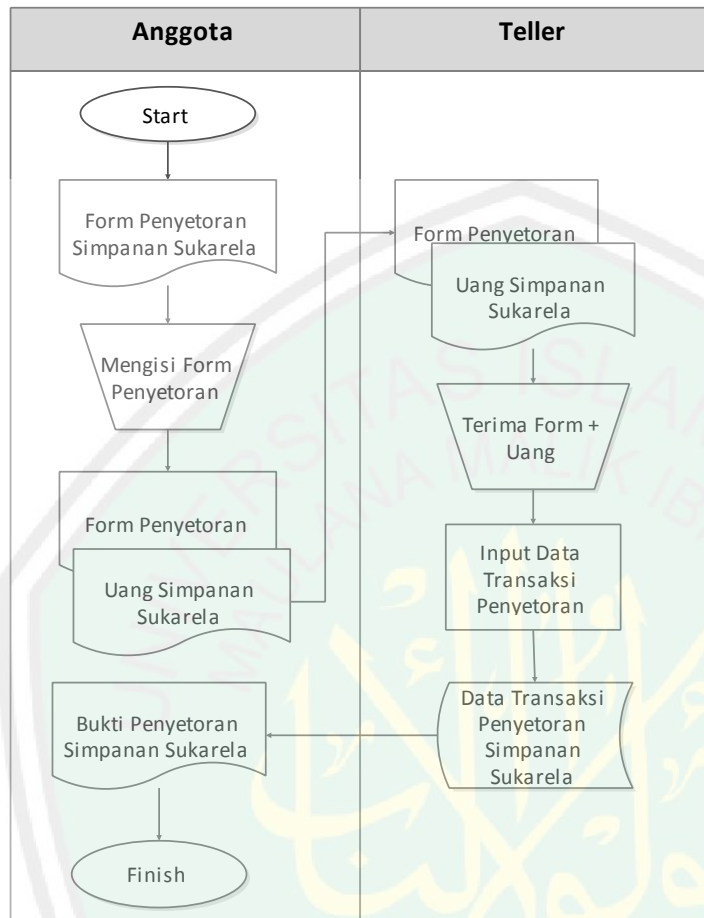 Anggota
Teller
Start
Form Penyetoran
Simpanan Sukarela
Mengisi Form
Penyetoran
Form Penyetoran
Uang Simpanan
Sukarela
Form Penyetoran
Uang Simpanan
Sukarela
Terima Form +
Uang
Input Data
Transaksi
Penyetoran
Data Transaksi
Penyetoran
Simpanan
Sukarela
Bukti Penyetoran
Simpanan Sukarela
Finish